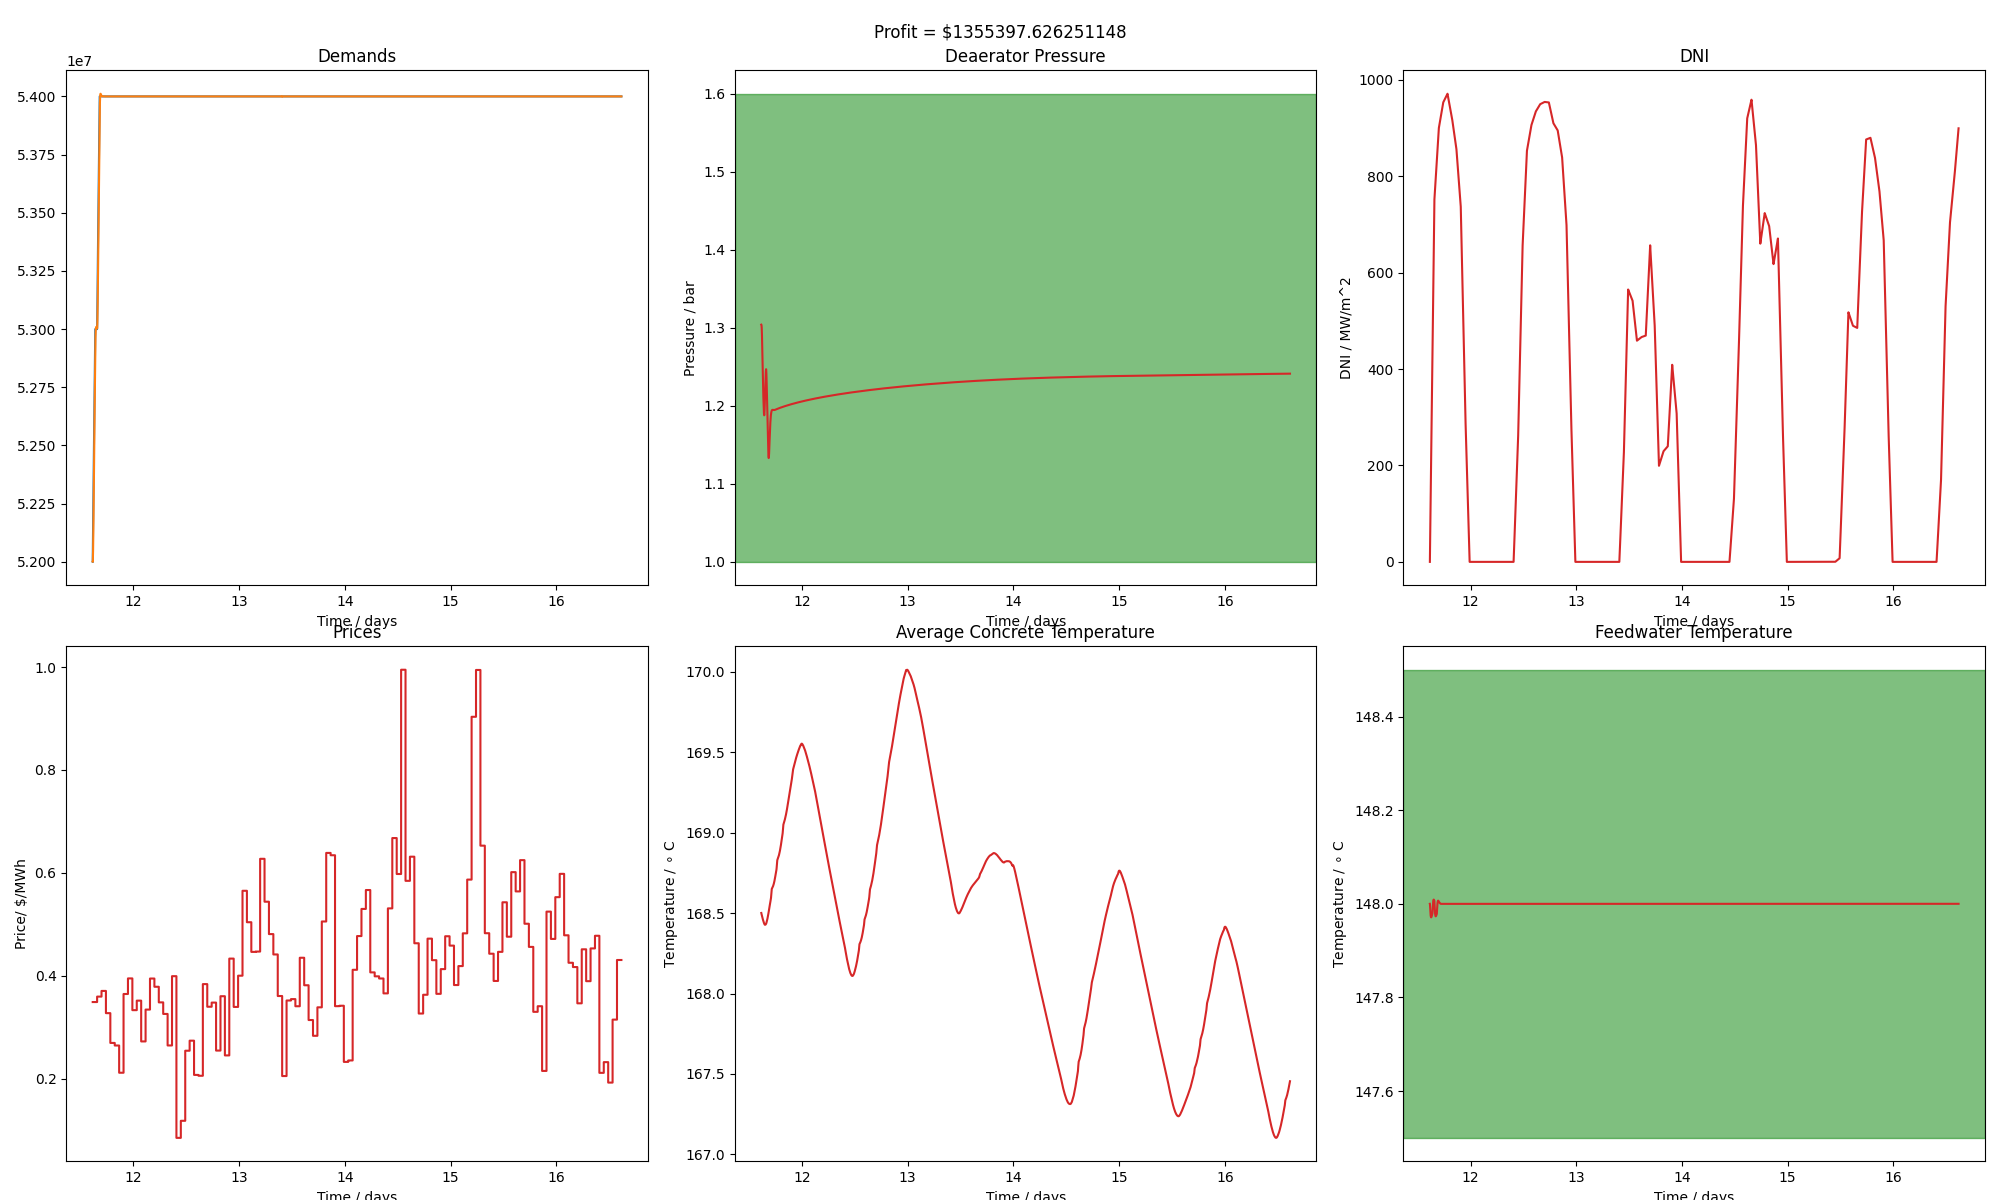 Profit = $1355397.626251148
Demands
1e7
5.400
5.375
5.350
5.325
5.300
5.275
5.250
5.225
5.200
12 13 14 15 16
Time / days
Deaerator Pressure
Pressure / bar
1.6
1.5
1.4
1.3
1.2
1.1
1.0
12 13 14 15 16
Time / days
DNI
DNI / MW/m^2
1000
800
600
400
200
0
12 13 14 15 16
Time / days
Prices
Price/ $/MWh
1.0
0.8
0.6
0.4
0.2
12 13 14 15 16
Time / days
Average Concrete Temperature
Temperature / ∘ C
170.0
169.5
169.0
168.5
168.0
167.5
167.0
12 13 14 15 16
Time / days
Feedwater Temperature
Temperature / ∘ C
148.4
148.2
148.0
147.8
147.6
12 13 14 15 16
Time / days